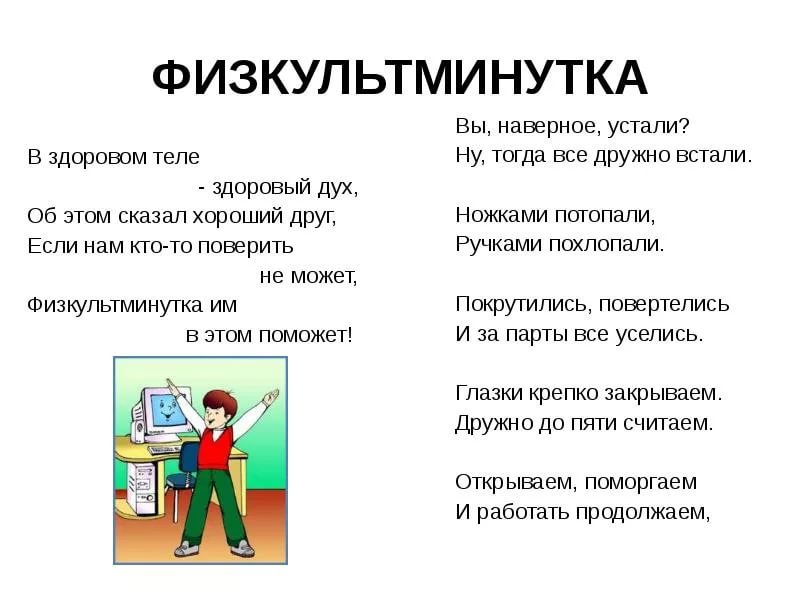 ФИЗКУЛЬТМИНУТКА
В здоровом теле
- здоровый дух,
Об этом сказал хороший друг,
Если нам кто-то поверить
не может,
Физкультминутка им
в этом поможет!
Вы, наверное, устали?
Ну, тогда все дружно встали.
Ножками потопали,
Ручками похлопали.
Покрутились, повертелись
И за парты все уселись.
Глазки крепко закрываем.
Дружно до пяти считаем.
Открываем, поморгаем
И работать продолжаем,